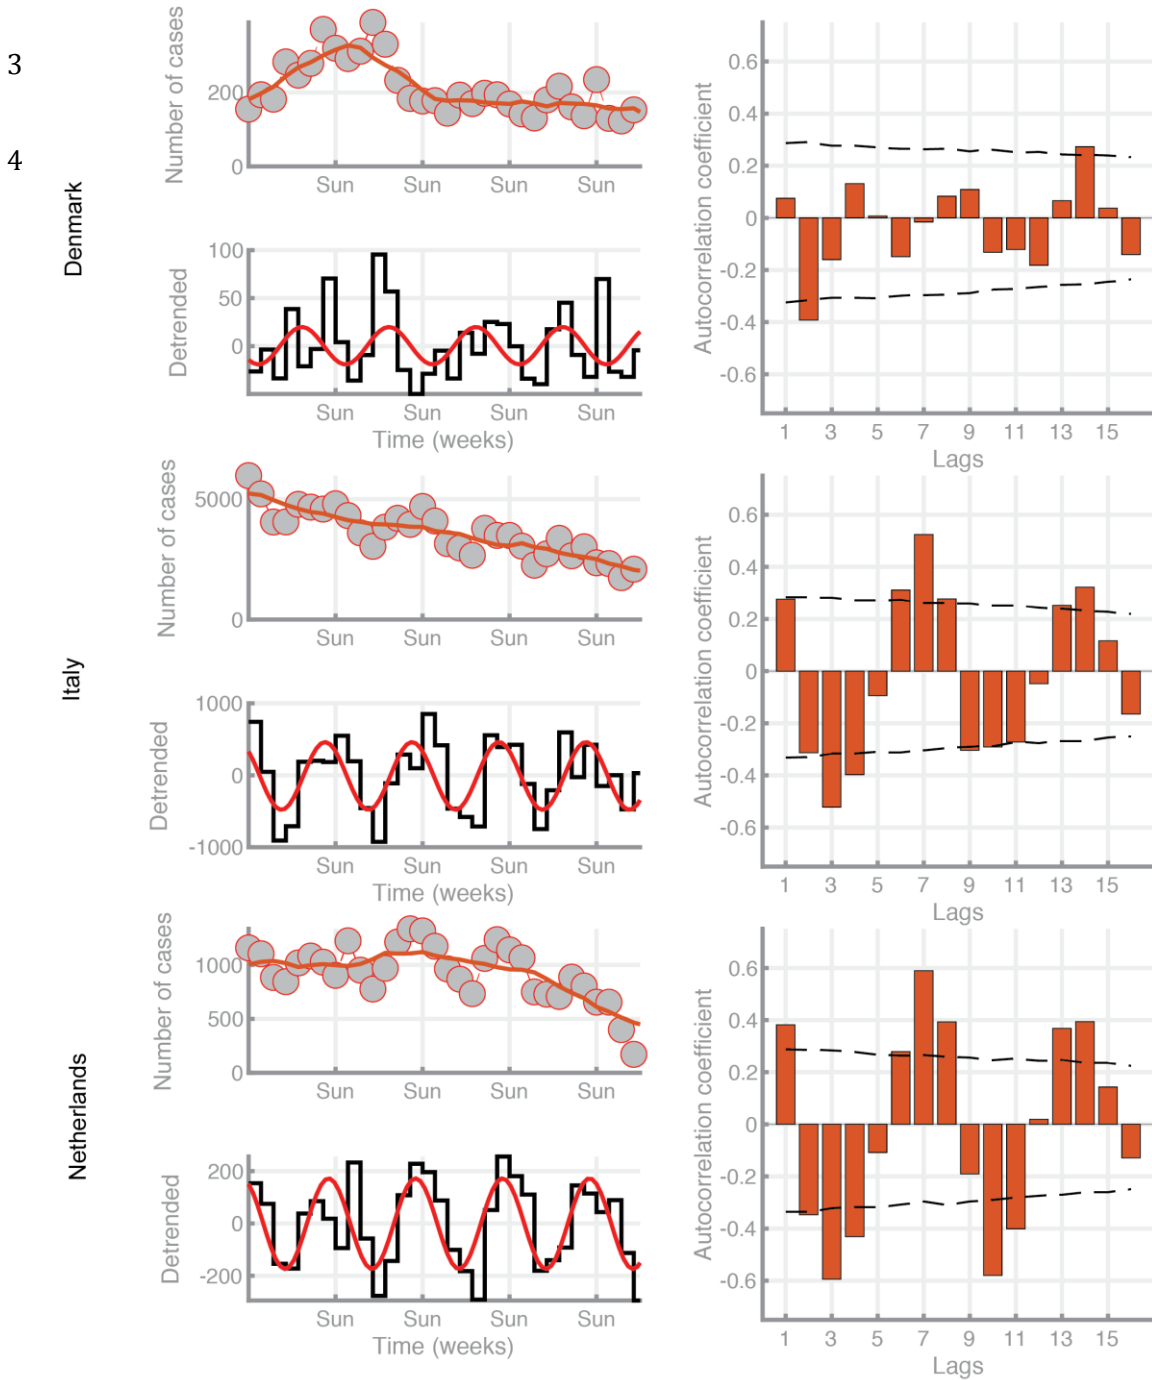 3
4
Denmark
Number of cases
200
0
Sun Sun Sun Sun
Detrended
100
50
0
Sun Sun Sun Sun
Time (weeks)
Autocorrelation coefficient
0.6
0.4
0.2
0
-0.2
-0.4
-0.6
1 3 5 7 9 11 13 15
Lags
Italy
Number of cases
5000
0
Sun Sun Sun Sun
Detrended
1000
0
-1000
Sun Sun Sun Sun
Time (weeks)
Autocorrelation coefficient
0.6
0.4
0.2
0
-0.2
-0.4
-0.6
1 3 5 7 9 11 13 15
Lags
Netherlands
Number of cases
1000
500
0
Sun Sun Sun Sun
Detrended
200
0
-200
Sun Sun Sun Sun
Time (weeks)
Autocorrelation coefficient
0.6
0.4
0.2
0
-0.2
-0.4
-0.6
1 3 5 7 9 11 13 15
Lags